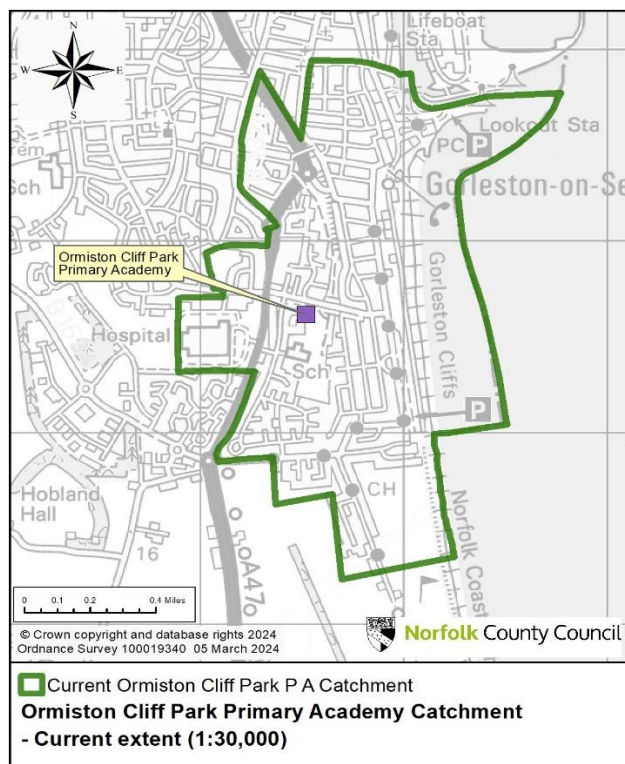 N
W E
S
Lifeboat
Sta
Lookout Sta
PC P
Gorleston-on-Se
Sch
Ormiston Cliff Park
Primary Academy
Hospital
Gorleston Cliffs
Sch
P
Hobland
Hall
CH
Norfolk Coast
16
A47
0 0.1 0.2 0.4 Miles
© Crown copyright and database rights 2024
Ordnance Survey 100019340 05 March 2024
Norfolk County Council
Current Ormiston Cliff Park P A Catchment
Ormiston Cliff Park Primary Academy Catchment
- Current extent (1:30,000)